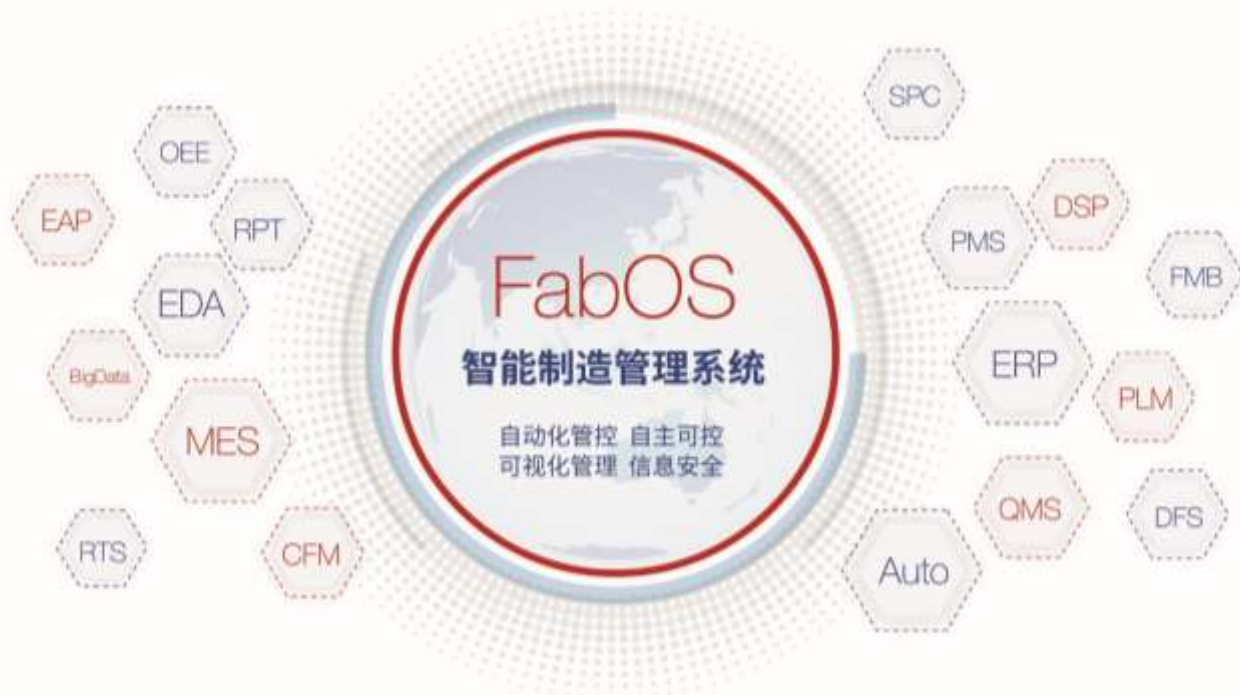 SPC
OEE
EAP
RPT
DSP
PMS
FMB
EDA
FabOS
智能制造管理系统
自动化管控 自主可控
可视化管理 信息安全
BigData
MES
ERP
PLM
RTS
CFM
QMS
DFS
Auto